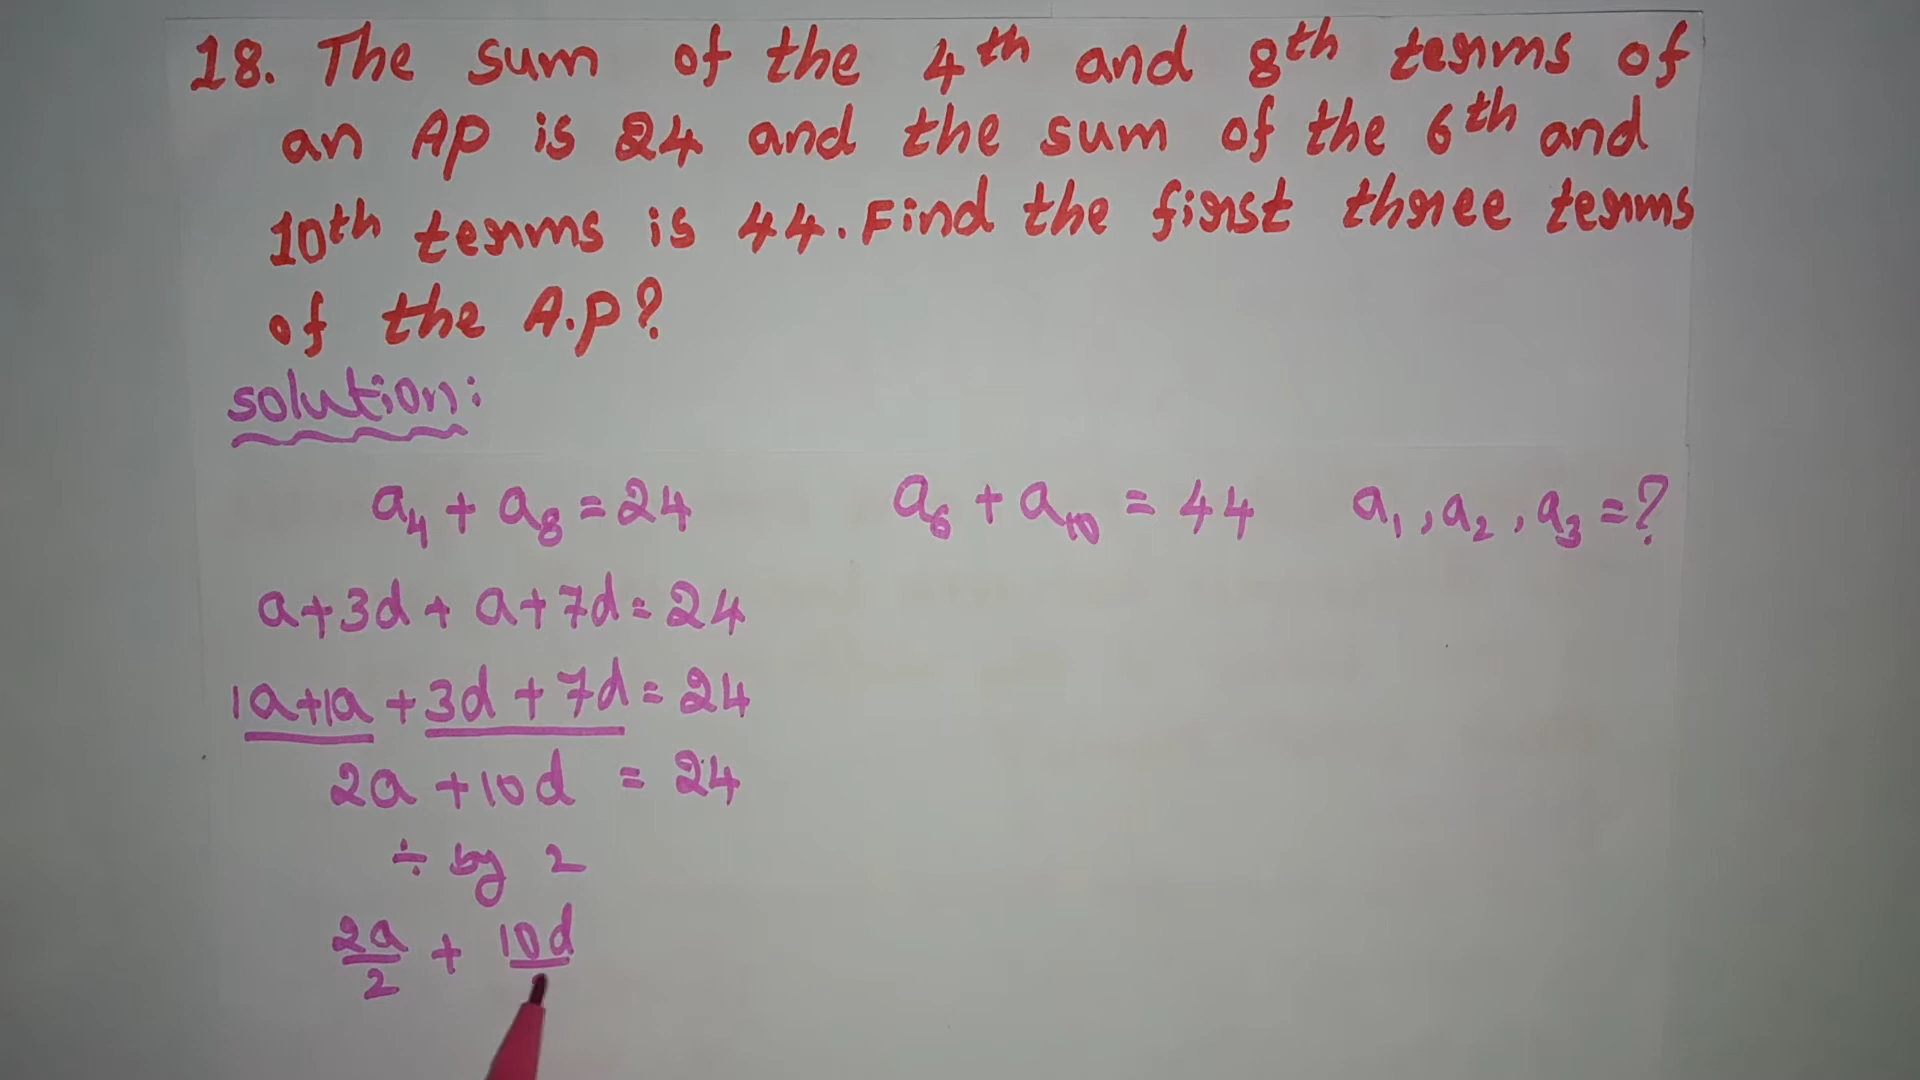 18. The sum of the 4th and 8th terms of
an AP is 24 and the sum of the 6th and
10th terms is 44. Find the first three terms
of the A.P?
solution:
a₄ + a₈ = 24 a₆ + a₁₀ = 44 a₁, a₂, a₃ = ?
a+3d + a+7d = 24
1a+1a + 3d + 7d = 24
2a + 10d = 24
÷ by 2
2a/2 + 10d/